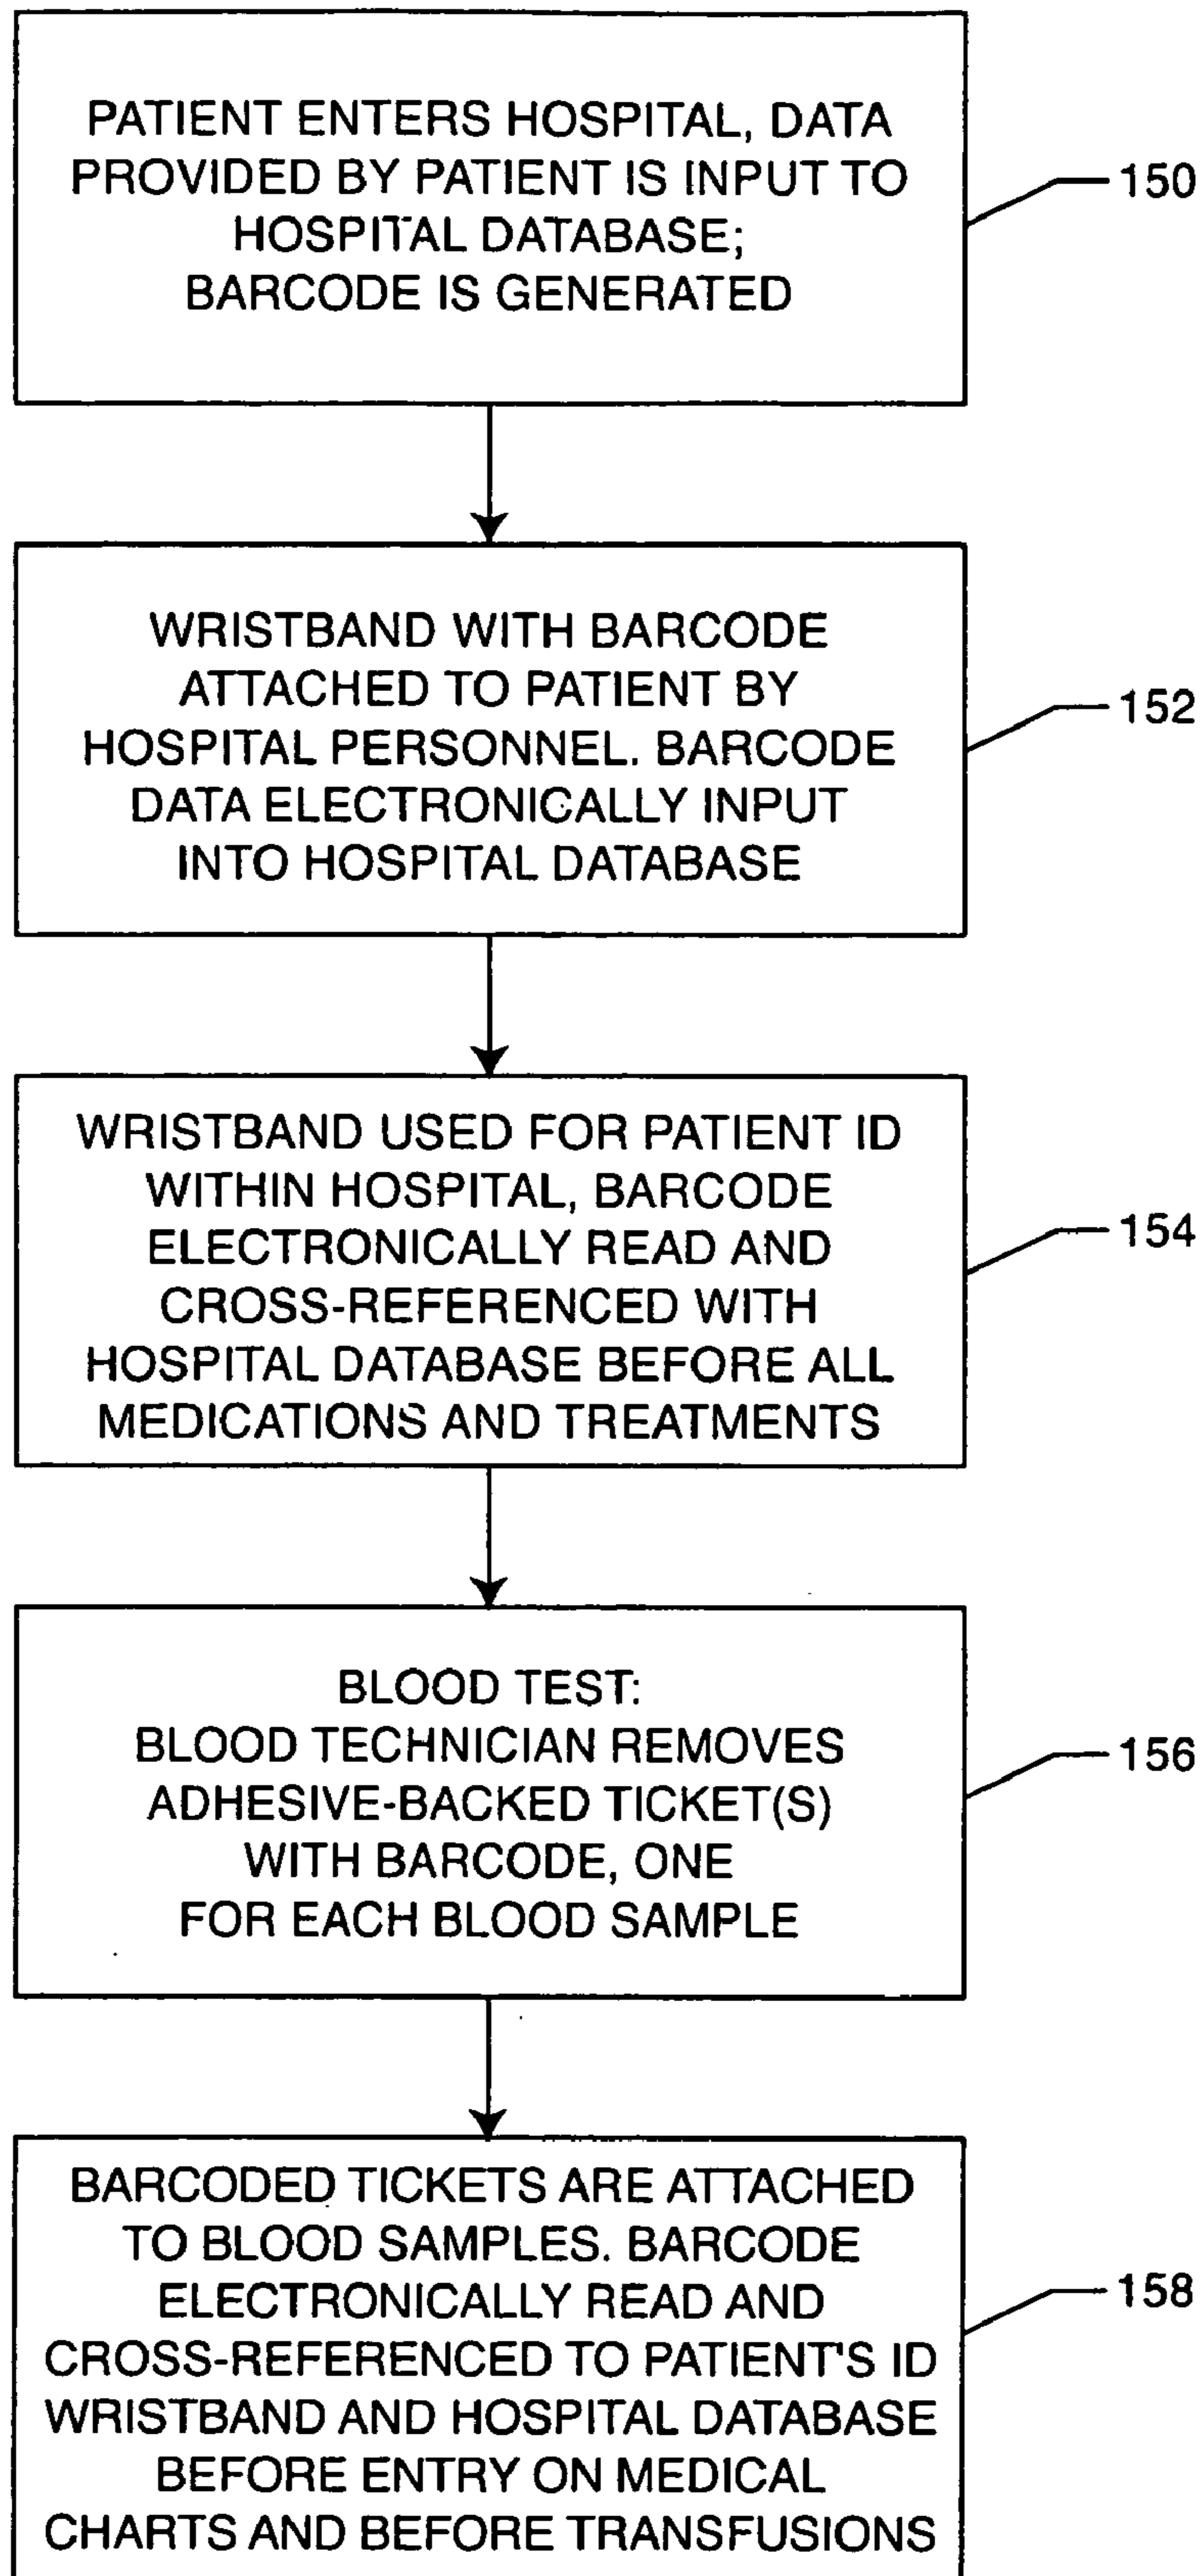 PATIENT ENTERS HOSPITAL, DATA
PROVIDED BY PATIENT IS INPUT TO
HOSPITAL DATABASE;
BARCODE IS GENERATED
150
WRISTBAND WITH BARCODE
ATTACHED TO PATIENT BY
HOSPITAL PERSONNEL. BARCODE
DATA ELECTRONICALLY INPUT
INTO HOSPITAL DATABASE
152
WRISTBAND USED FOR PATIENT ID
WITHIN HOSPITAL, BARCODE
ELECTRONICALLY READ AND
CROSS-REFERENCED WITH
HOSPITAL DATABASE BEFORE ALL
MEDICATIONS AND TREATMENTS
154
BLOOD TEST:
BLOOD TECHNICIAN REMOVES
ADHESIVE-BACKED TICKET(S)
WITH BARCODE, ONE
FOR EACH BLOOD SAMPLE
156
BARCODED TICKETS ARE ATTACHED
TO BLOOD SAMPLES. BARCODE
ELECTRONICALLY READ AND
CROSS-REFERENCED TO PATIENT'S ID
WRISTBAND AND HOSPITAL DATABASE
BEFORE ENTRY ON MEDICAL
CHARTS AND BEFORE TRANSFUSIONS
158